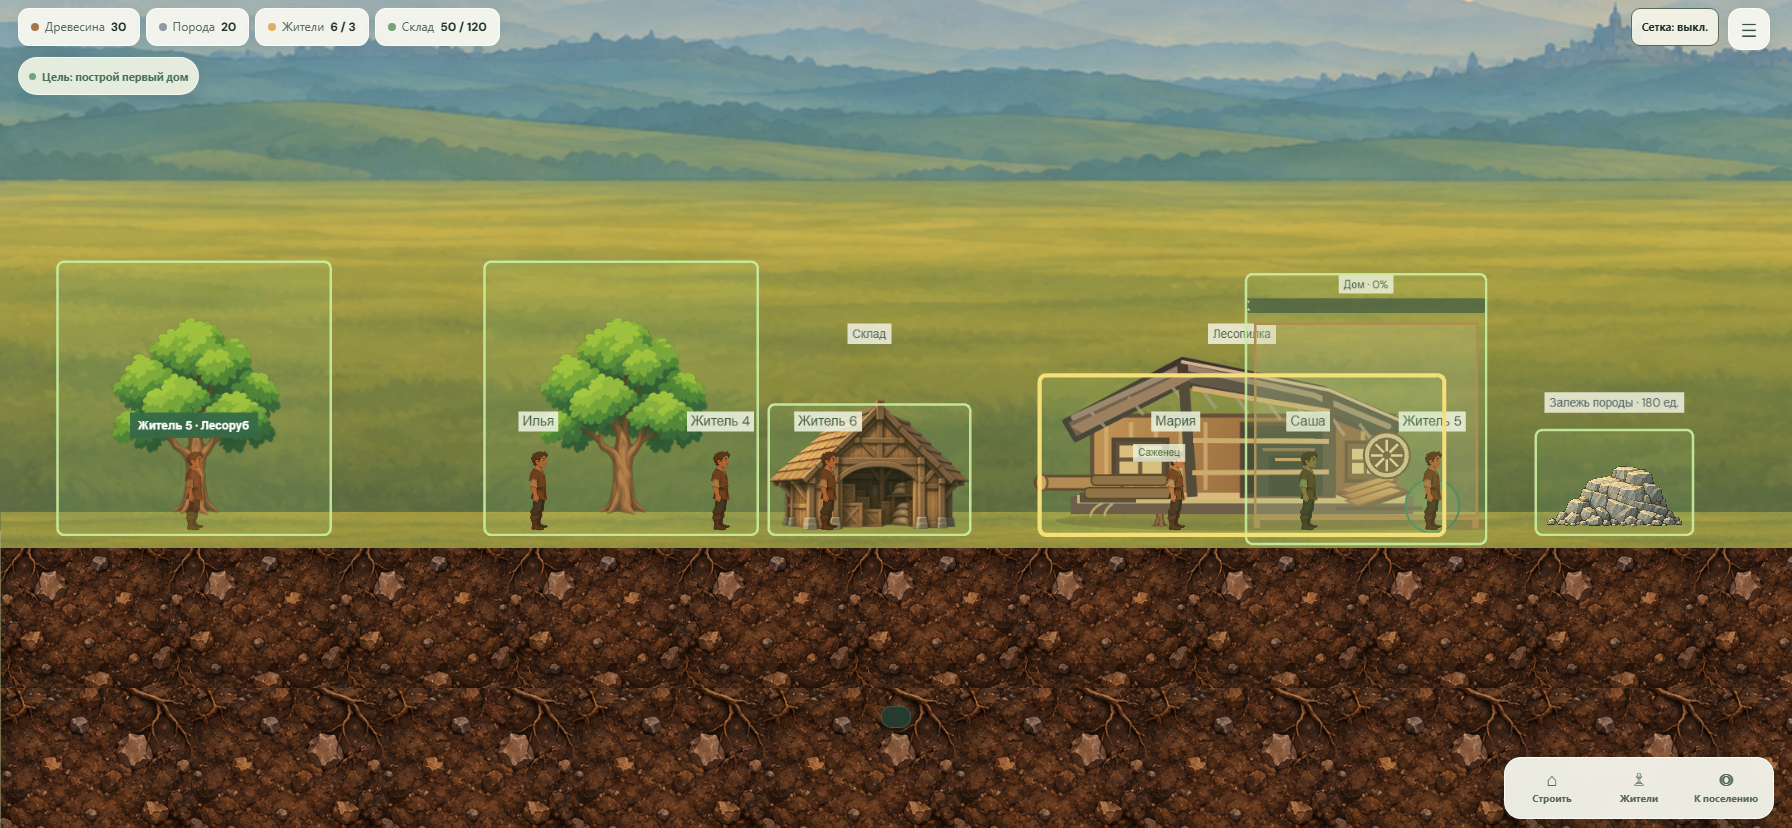 Древесина 30
Порода 20
Жители 6 / 3
Склад 50 / 120
Сетка: выкл.
Цель: построй первый дом
Дом · 0%
Склад
Лесопилка
Залежь породы · 180 ед.
Житель 5 · Лесоруб
Илья
Житель 4
Житель 6
Мария
Саша
Житель 5
Саженец
Строить
Жители
К поселению